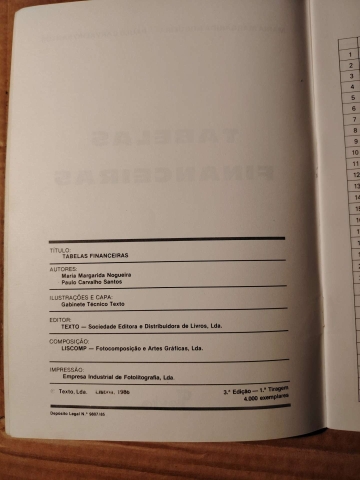 TÍTULO:
TABELAS FINANCEIRAS
AUTORES:
Maria Margarida Nogueira
Paulo Carvalho Santos
ILUSTRAÇÕES E CAPA:
Gabinete Técnico Texto
EDITOR:
TEXTO — Sociedade Editora e Distribuidora de Livros, Lda.
COMPOSIÇÃO:
LISCOMP — Fotocomposição e Artes Gráficas, Lda.
IMPRESSÃO:
Empresa Industrial de Fotolitografia, Lda.
© Texto, Lda. Lisboa, 1986
3.ª Edição — 1.ª Tiragem
4.000 exemplares
Depósito Legal N.º
1
2
3
4
5
6
7
8
9
10
11
12
13
14